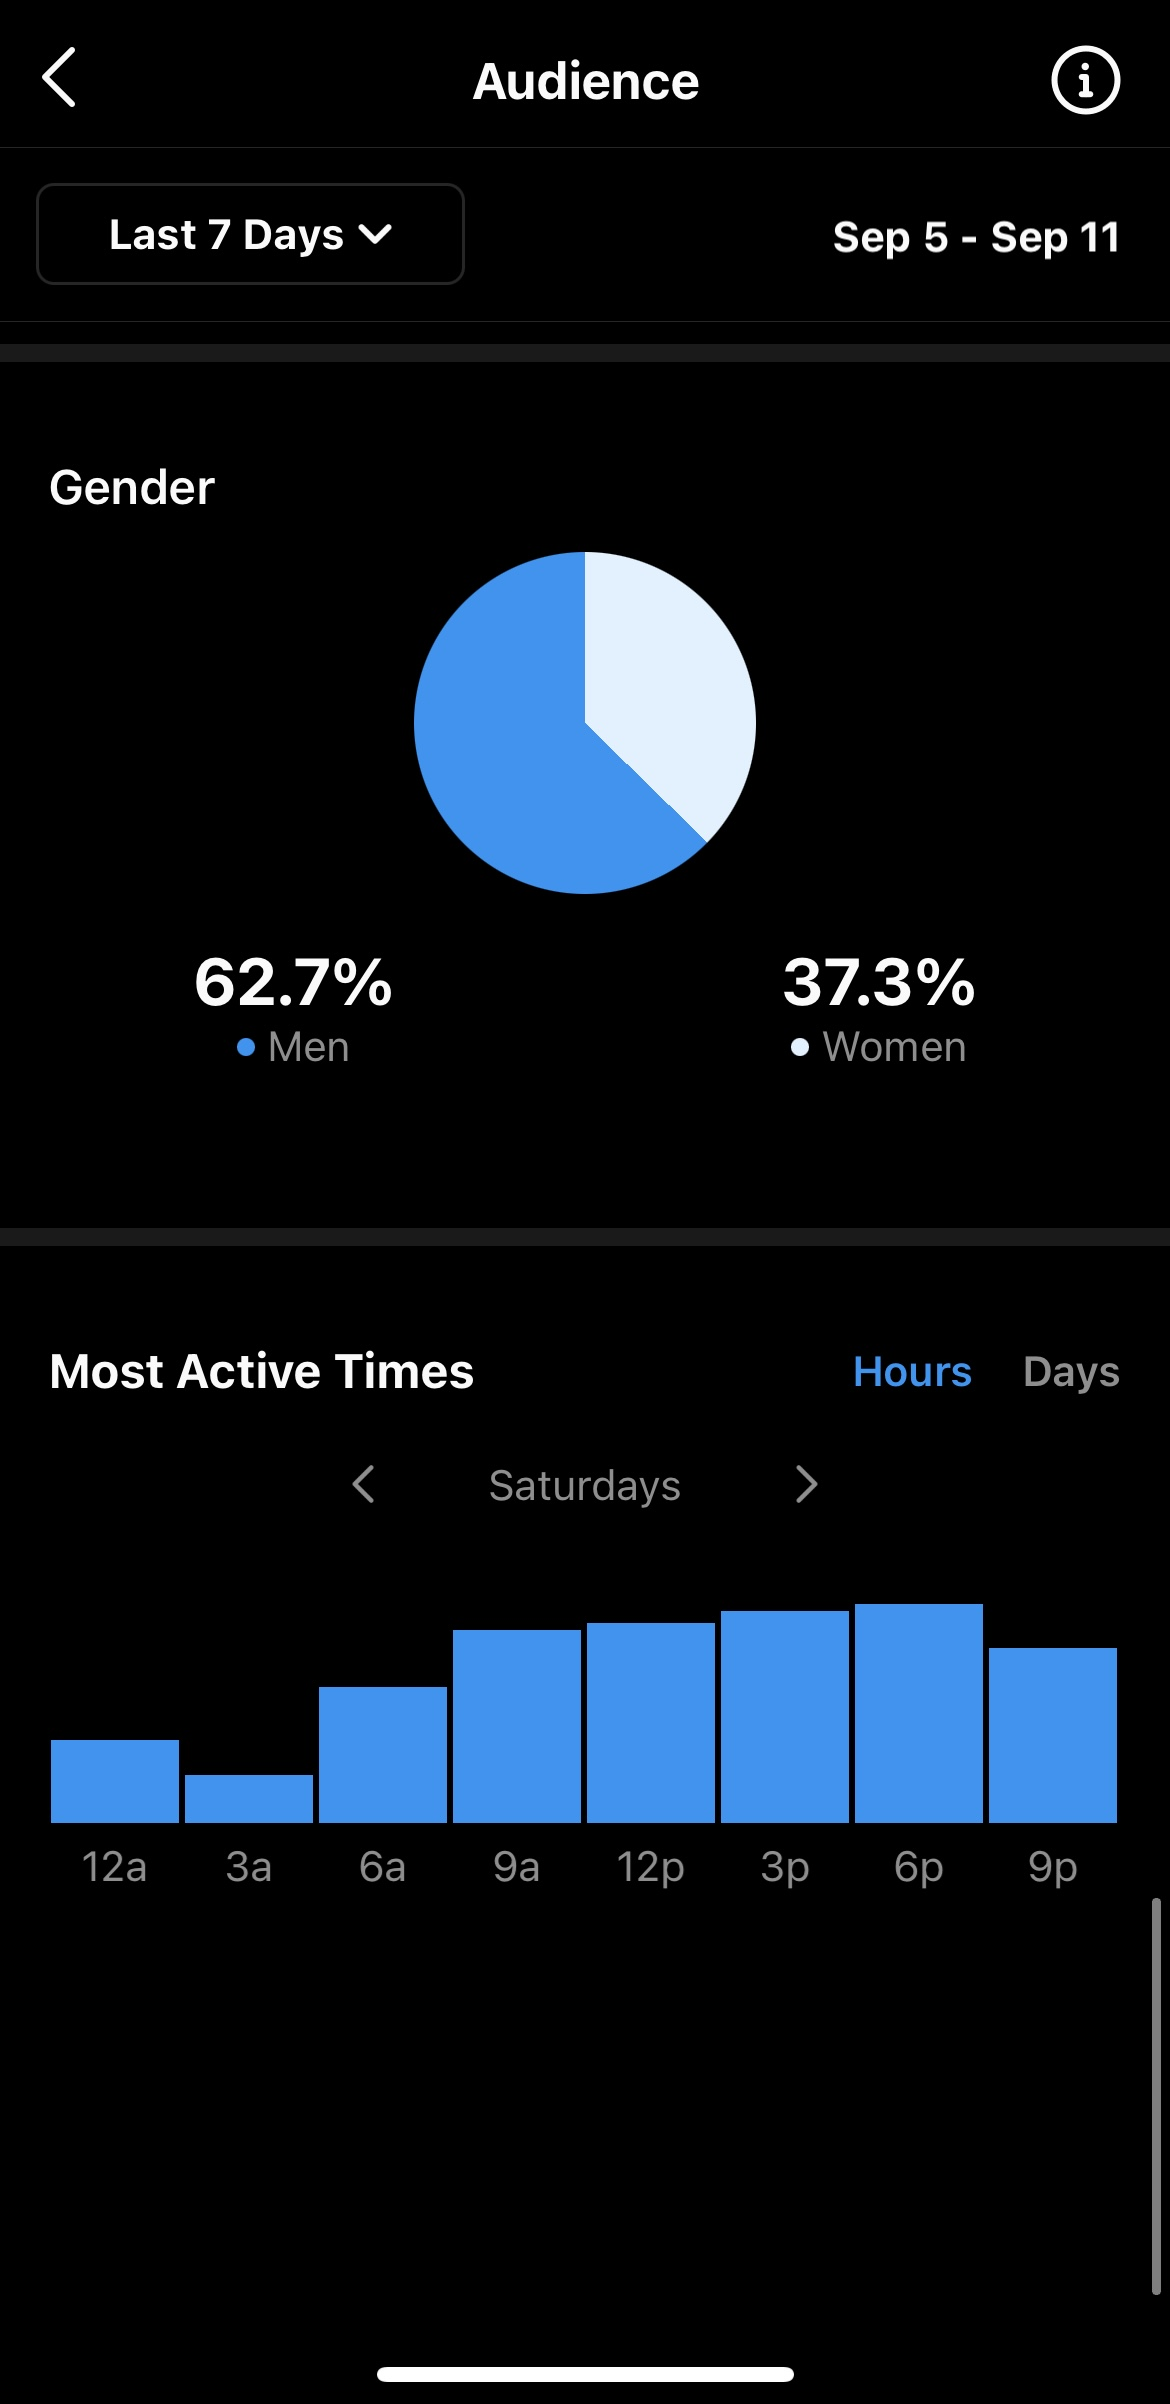 Audience
Last 7 Days
Sep 5 - Sep 11
Gender
62.7%
Men
37.3%
Women
Most Active Times
Hours
Days
Saturdays
12a 3a 6a 9a 12p 3p 6p 9p